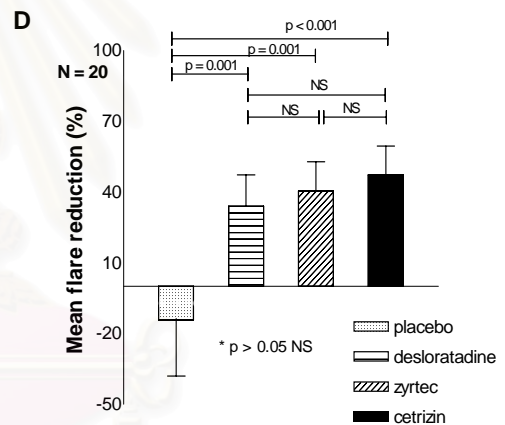 D
p < 0.001
p = 0.001
p = 0.001
N = 20
NS
NS
NS
Mean flare reduction (%)
100
70
40
10
-20
-50
* p > 0.05 NS
placebo
desloratadine
zyrtec
cetrizin